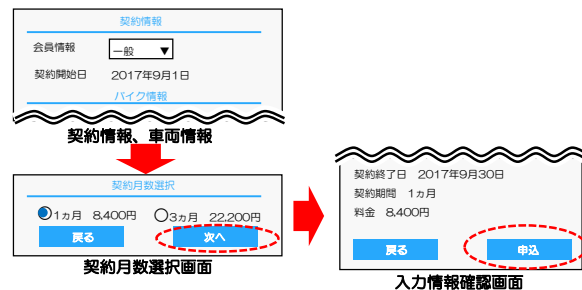 契約情報
会員情報 一般 ▼
契約開始日 2017年9月1日
バイク情報
契約情報、車両情報
契約月数選択
1ヵ月 8,400円 3ヵ月 22,200円
戻る 次へ
契約月数選択画面
契約終了日 2017年9月30日
契約期間 1ヵ月
料金 8,400円
戻る 申込
入力情報確認画面